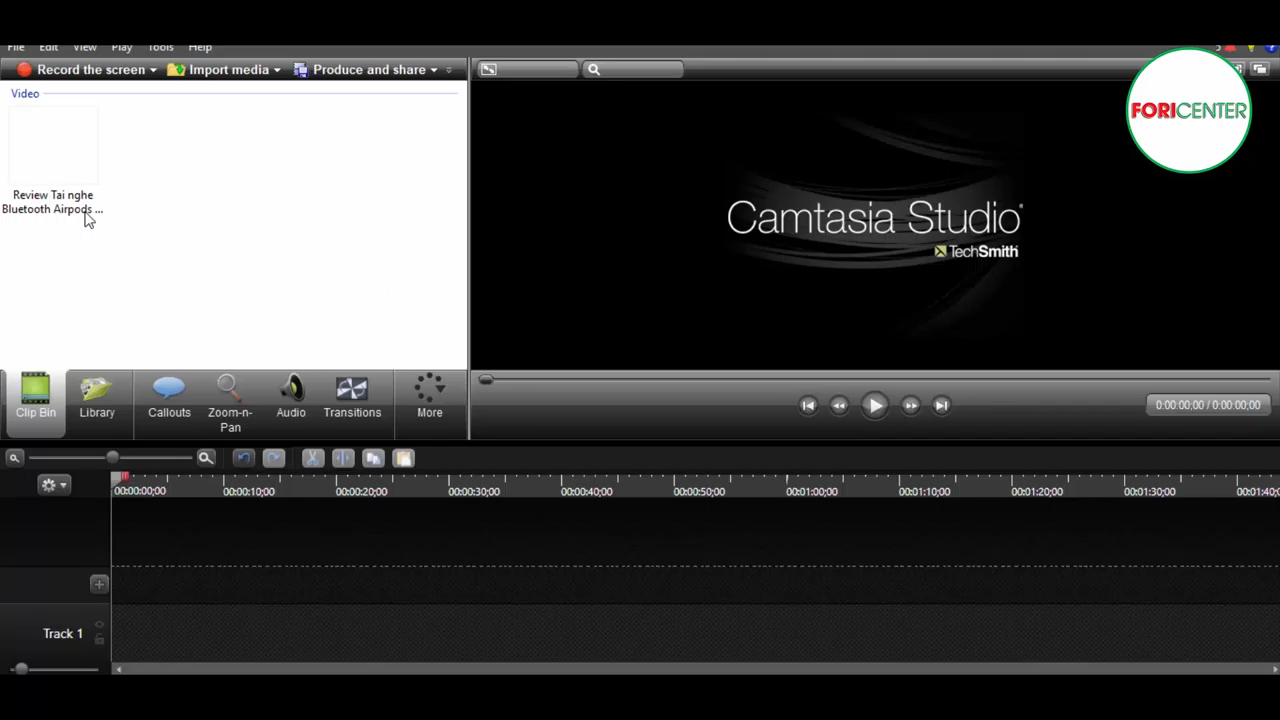 File Edit View Play Tools Help
Record the screen Import media Produce and share
FORICENTER
Video
Review Tai nghe
Bluetooth Airpods ...
Camtasia Studio®
TechSmith
Clip Bin Library Callouts Zoom-n-
Pan Audio Transitions More
0:00:00;00 / 0:00:00;00
00:00:00;00 00:00:10;00 00:00:20;00 00:00:30;00 00:00:40;00 00:00:50;00 00:01:00;00 00:01:10;00 00:01:20;00 00:01:30;00 00:01:40;
Track 1